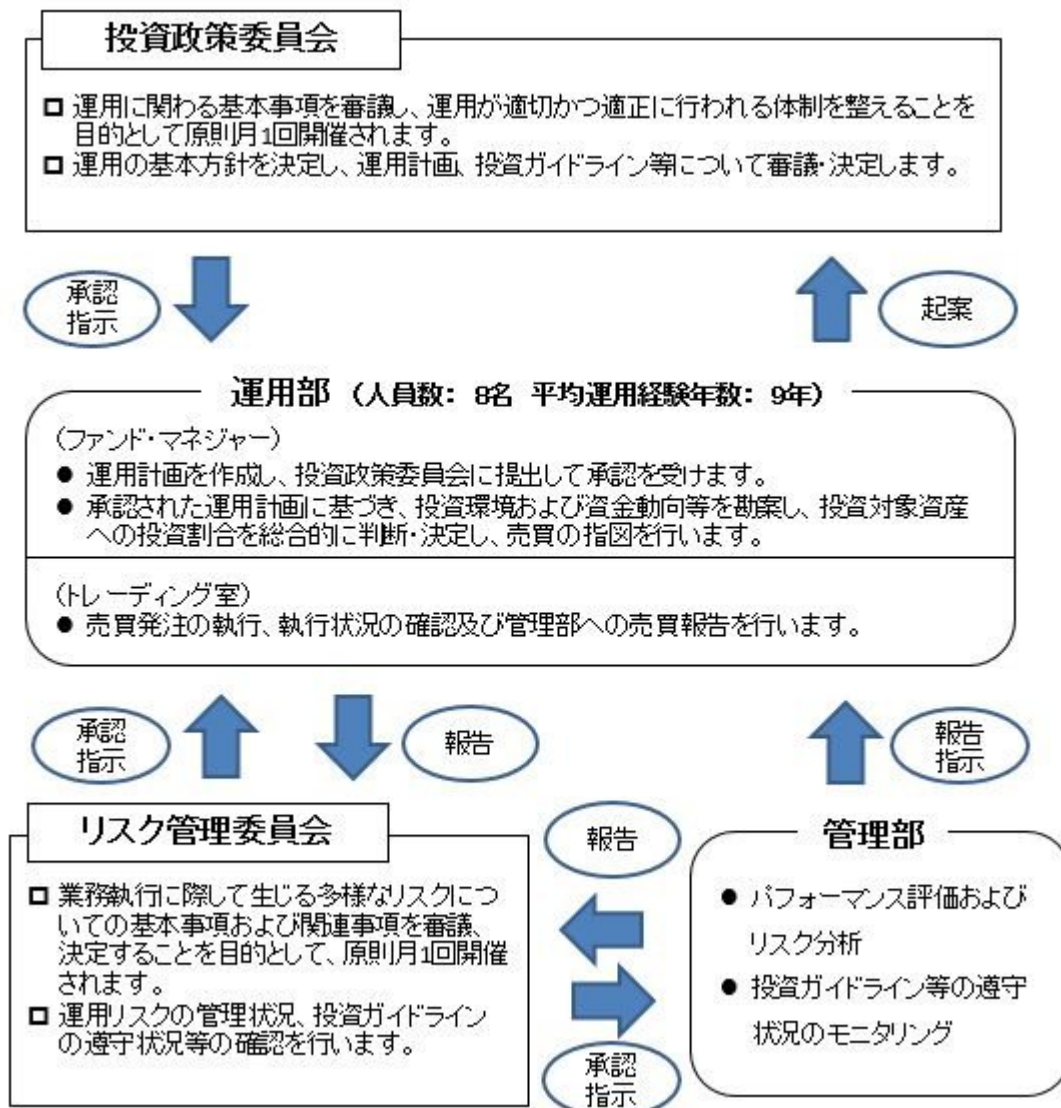 投資政策委員会
運用に関わる基本事項を審議し、運用が適切かつ適正に行われる体制を整えることを
目的として原則月1回開催されます。
運用の基本方針を決定し、運用計画、投資ガイドライン等について審議・決定します。
承認
指示
起案
運用部 (人員数: 8名 平均運用経験年数: 9年)
(ファンド・マネジャー)
● 運用計画を作成し、投資政策委員会に提出して承認を受けます。
● 承認された運用計画に基づき、投資環境および資金動向等を勘案し、投資対象資産
への投資割合を総合的に判断・決定し、売買の指図を行います。
(トレーディング室)
● 売買発注の執行、執行状況の確認及び管理部への売買報告を行います。
承認
指示
報告
報告
指示
リスク管理委員会
業務執行に際して生じる多様なリスクにつ
いての基本事項および関連事項を審議、
決定することを目的として、原則月1回開催
されます。
運用リスクの管理状況、投資ガイドライン
の遵守状況等の確認を行います。
報告
承認
指示
管理部
● パフォーマンス評価および
リスク分析
● 投資ガイドライン等の遵守
状況のモニタリング